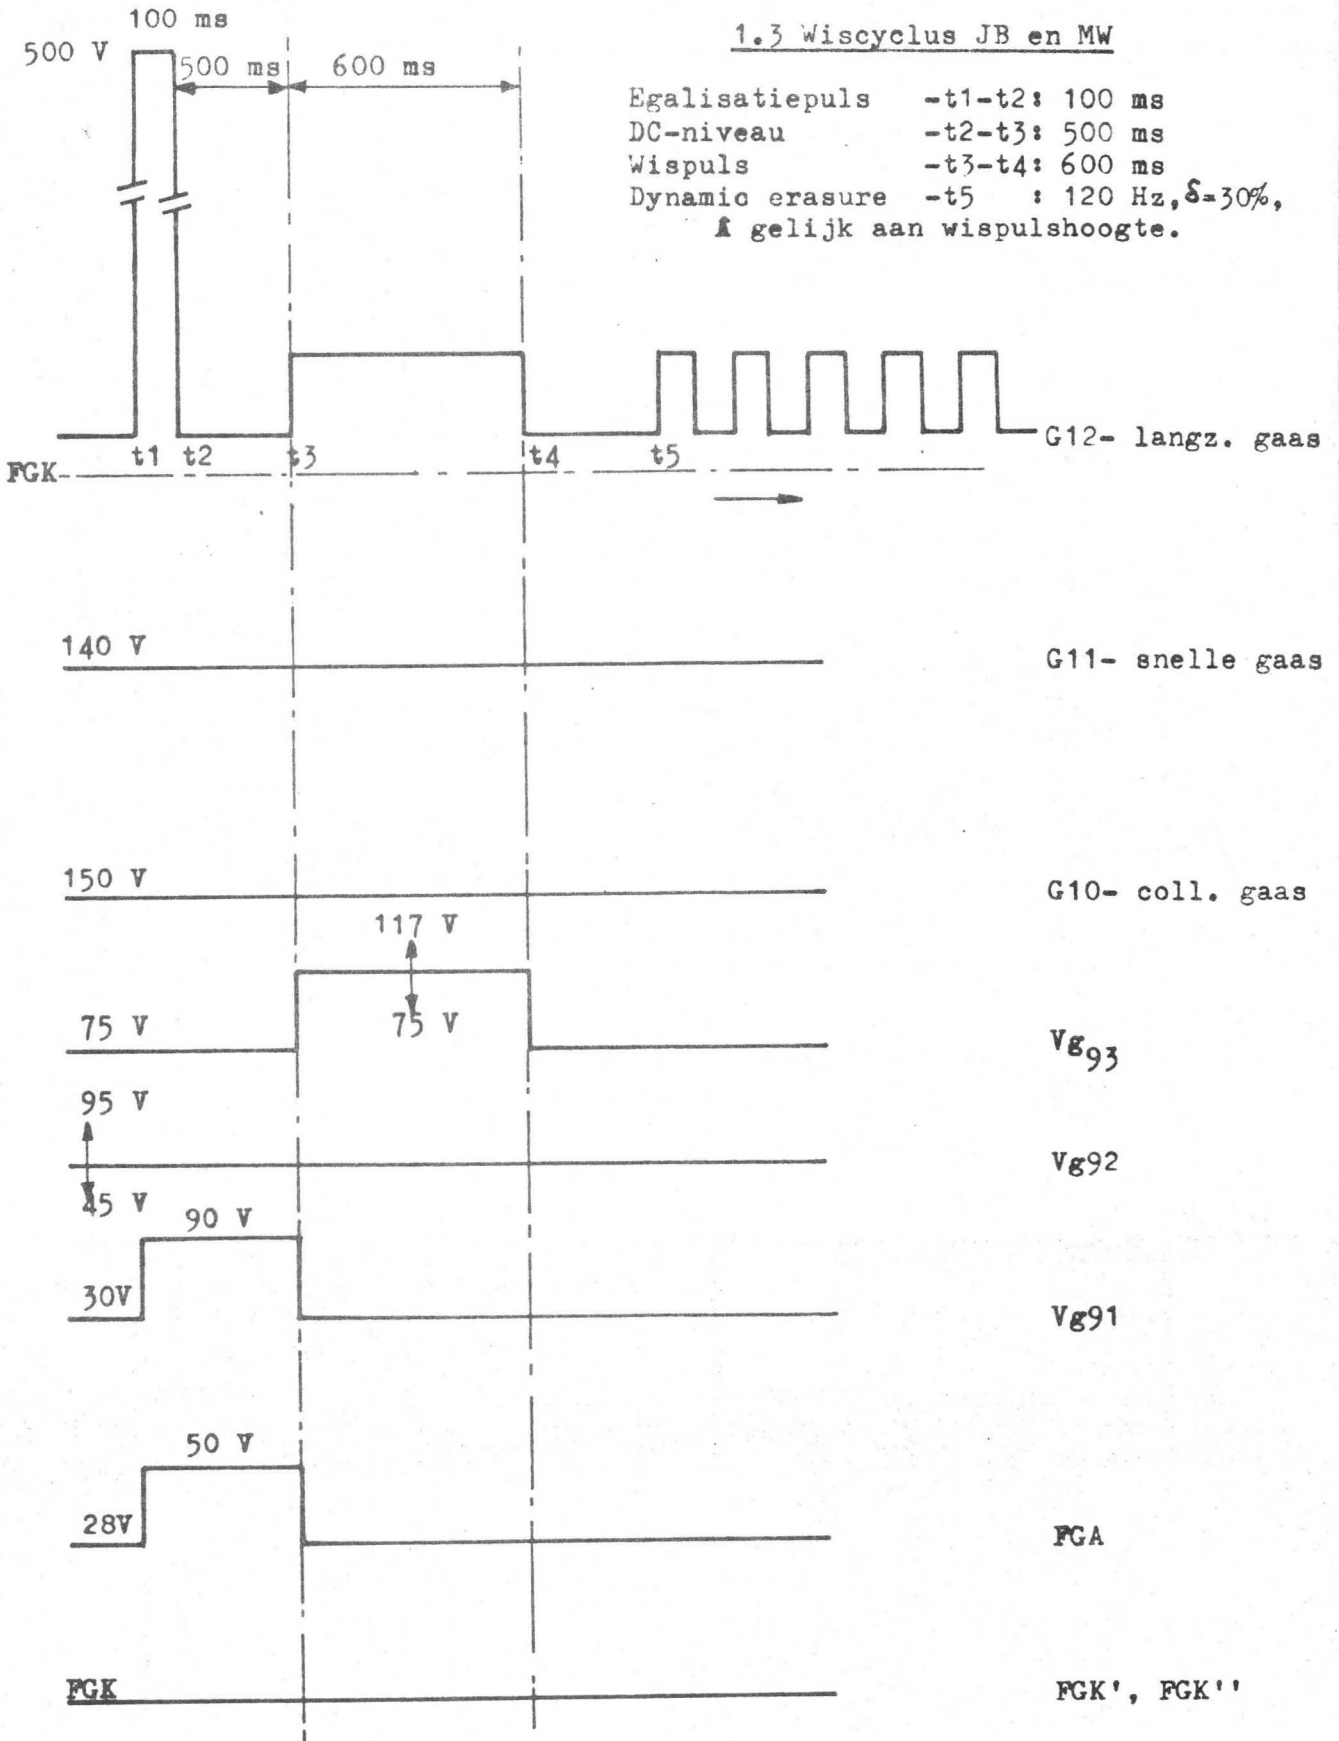 100 ms
1.3 Wiscyclus JB en MW
500 V
500 ms
600 ms
Egalisatiepuls -t1-t2: 100 ms
DC-niveau -t2-t3: 500 ms
Wispuls -t3-t4: 600 ms
Dynamic erasure -t5 : 120 Hz, δ=30%,
gelijk aan wispulshoogte.
t1 t2 t3 t4 t5
G12- langz. gaas
FGK
140 V
G11- snelle gaas
150 V
G10- coll. gaas
117 V
75 V
75 V
Vg93
95 V
Vg92
45 V
90 V
30V
Vg91
50 V
28V
FGA
FGK
FGK', FGK''